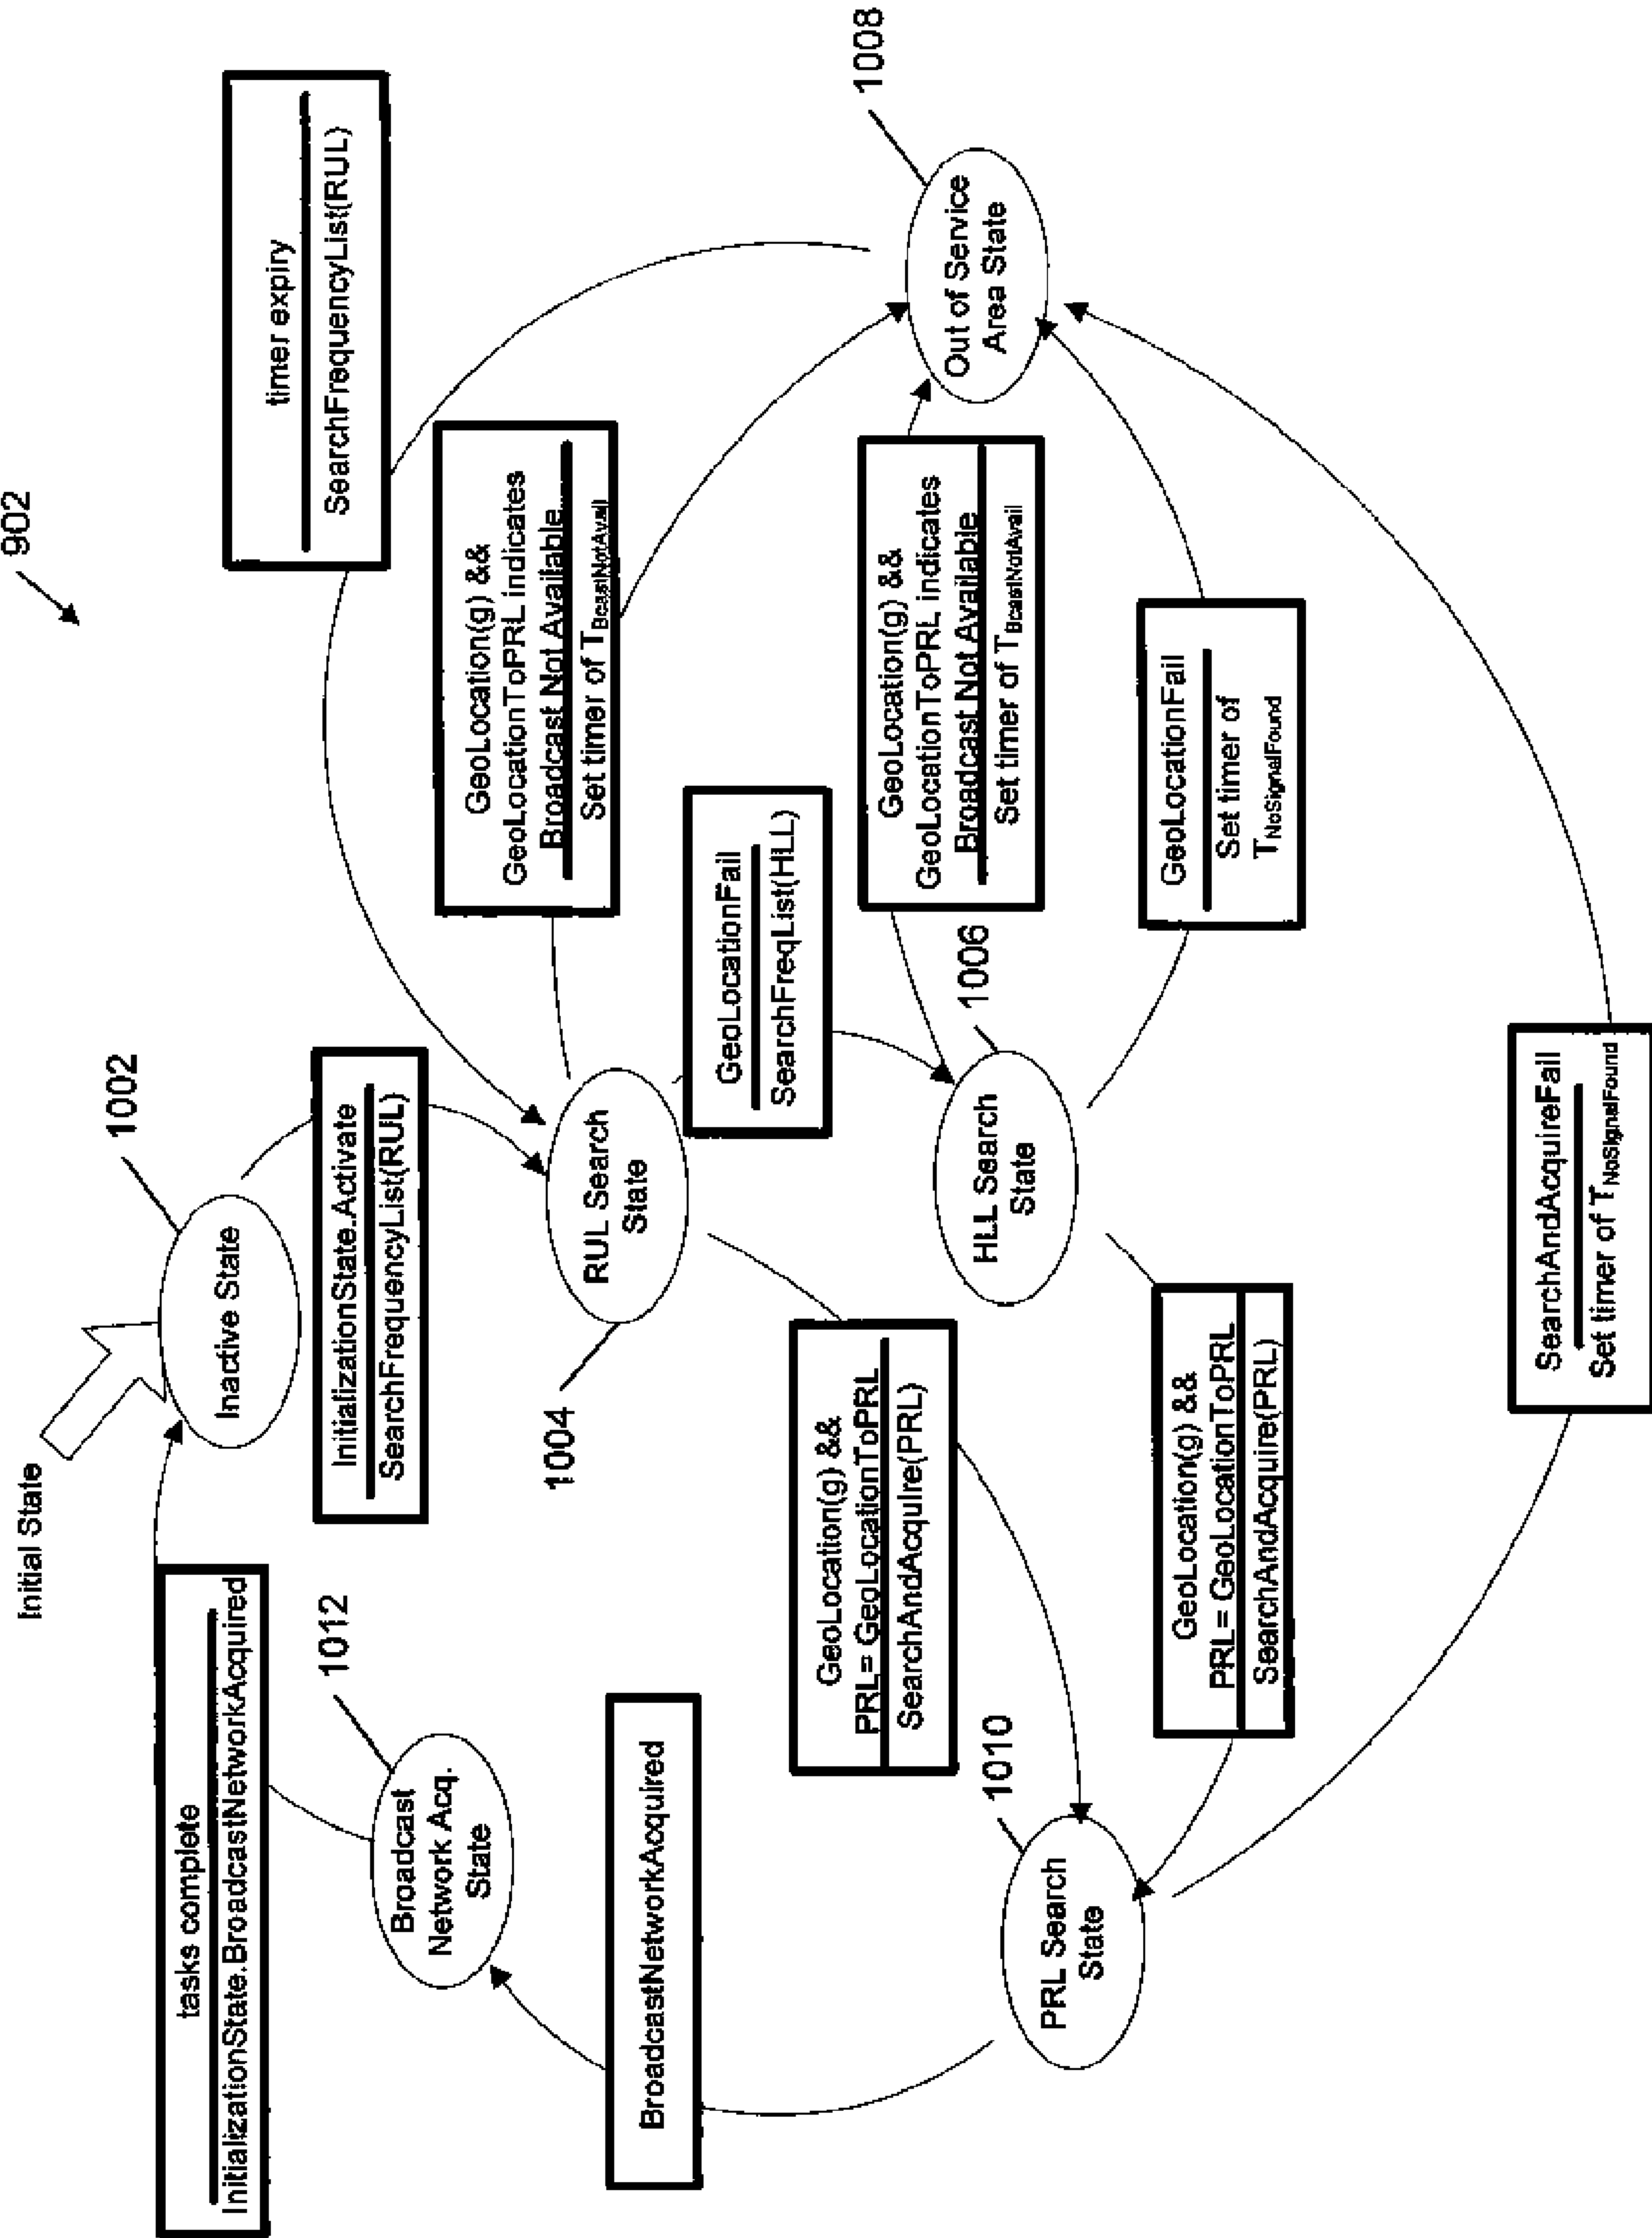 902
Initial State
1002
Inactive State
tasks complete
InitializationState.BroadcastNetworkAcquired
timer expiry
SearchFrequencyList(RUL)
InitializationState.Activate
SearchFrequencyList(RUL)
1012
Broadcast
Network Acq.
State
GeoLocation(g) &&
GeoLocationToPRL indicates
Broadcast Not Available
Set timer of TBcastNotAvail
1004
RUL Search
State
BroadcastNetworkAcquired
GeoLocationFail
SearchFreqList(HLL)
GeoLocation(g) &&
PRL= GeoLocationToPRL
SearchAndAcquire(PRL)
GeoLocation(g) &&
GeoLocationToPRL indicates
Broadcast Not Available
Set timer of TBcastNotAvail
1008
Out of Service
Area State
1006
HLL Search
State
1010
PRL Search
State
GeoLocationFail
Set timer of
TNoSignalFound
GeoLocation(g) &&
PRL= GeoLocationToPRL
SearchAndAcquire(PRL)
SearchAndAcquireFail
Set timer of TNoSignalFound